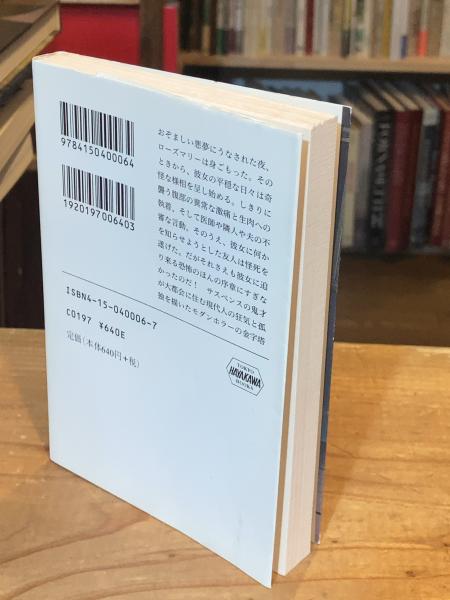 9784150400064
1920197006403
おぞましい悪夢にうなされた夜、
ローズマリーは身ごもった。その
ときから、彼女の平穏な日々は奇
怪な様相を呈し始める。しきりに
襲う腹部の異常な激痛と生肉への
執着、そして医師や隣人や夫の不
審な言動。そのうえ、彼女に何か
を知らせようとした友人は怪死を
遂げた。だがそれさえも彼女に迫
り来る恐怖のほんの序章にすぎな
かったのだ! サスペンスの鬼才
が大都会に住む現代人の狂気と孤
独を描いたモダンホラーの金字塔
ISBN4-15-040006-7
C0197 ¥640E
定価(本体640円+税)
TOKYO
HAYAKAWA
BOOKS